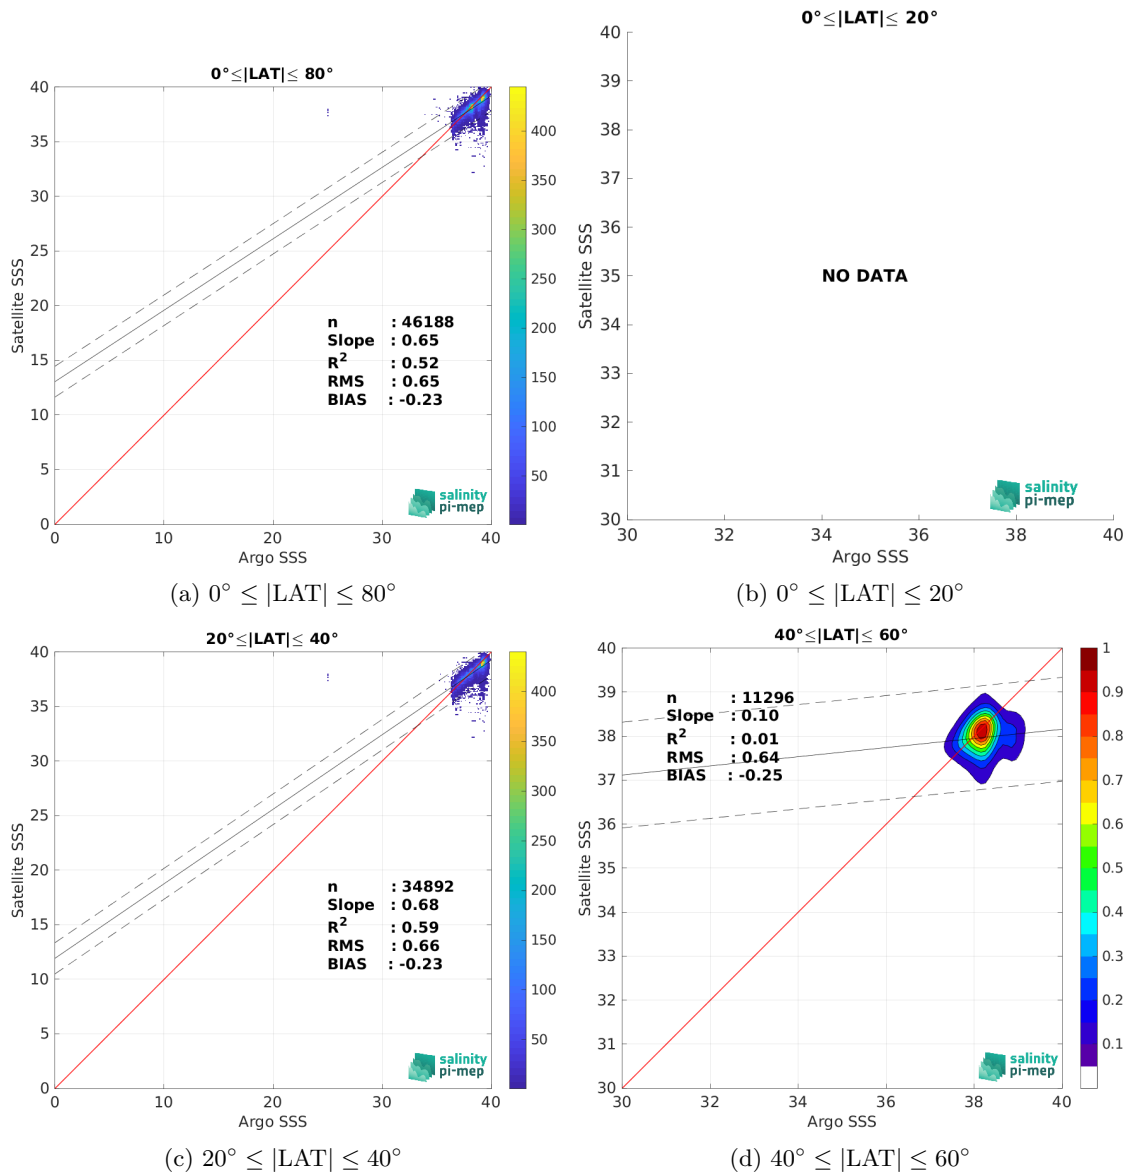 0°≤|LAT|≤ 80°
40
35
30
25
20
15
10
5
0
Satellite SSS
n : 46188
Slope : 0.65
R² : 0.52
RMS : 0.65
BIAS : -0.23
salinity
pi-mep
0 10 20 30 40
Argo SSS
400
350
300
250
200
150
100
50
(a) 0° ≤ |LAT| ≤ 80°
0°≤|LAT|≤ 20°
40
39
38
37
36
35
34
33
32
31
30
Satellite SSS
NO DATA
salinity
pi-mep
30 32 34 36 38 40
Argo SSS
(b) 0° ≤ |LAT| ≤ 20°
20°≤|LAT|≤ 40°
40
35
30
25
20
15
10
5
0
Satellite SSS
n : 34892
Slope : 0.68
R² : 0.59
RMS : 0.66
BIAS : -0.23
salinity
pi-mep
0 10 20 30 40
Argo SSS
400
350
300
250
200
150
100
50
(c) 20° ≤ |LAT| ≤ 40°
40°≤|LAT|≤ 60°
40
39
38
37
36
35
34
33
32
31
30
Satellite SSS
n : 11296
Slope : 0.10
R² : 0.01
RMS : 0.64
BIAS : -0.25
salinity
pi-mep
30 32 34 36 38 40
Argo SSS
1
0.9
0.8
0.7
0.6
0.5
0.4
0.3
0.2
0.1
(d) 40° ≤ |LAT| ≤ 60°